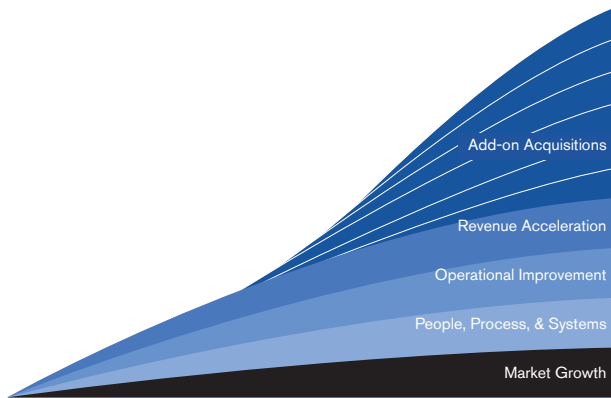 Add-on Acquisitions
Revenue Acceleration
Operational Improvement
People, Process, & Systems
Market Growth